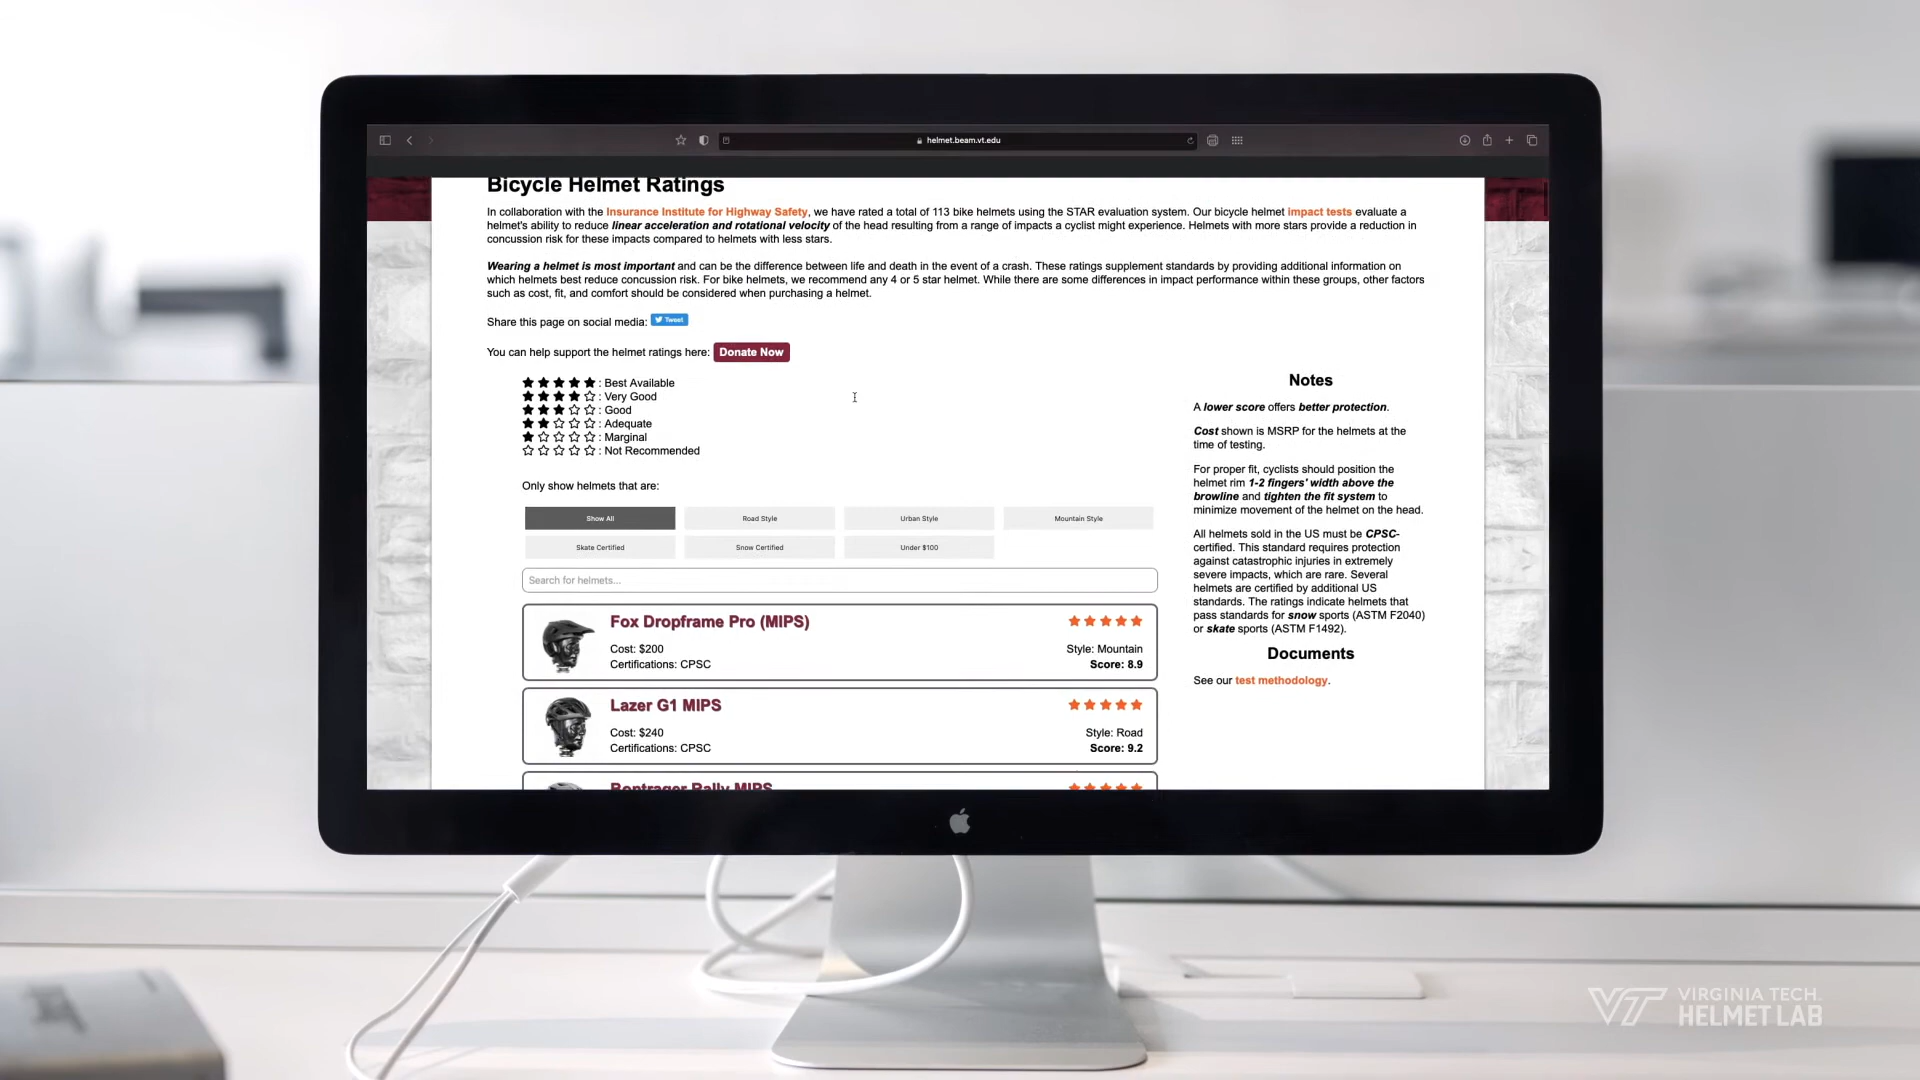 helmet.beam.vt.edu
Bicycle Helmet Ratings
In collaboration with the Insurance Institute for Highway Safety, we have rated a total of 113 bike helmets using the STAR evaluation system. Our bicycle helmet impact tests evaluate a
helmet's ability to reduce linear acceleration and rotational velocity of the head resulting from a range of impacts a cyclist might experience. Helmets with more stars provide a reduction in
concussion risk for these impacts compared to helmets with less stars.
Wearing a helmet is most important and can be the difference between life and death in the event of a crash. These ratings supplement standards by providing additional information on
which helmets best reduce concussion risk. For bike helmets, we recommend any 4 or 5 star helmet. While there are some differences in impact performance within these groups, other factors
such as cost, fit, and comfort should be considered when purchasing a helmet.
Share this page on social media: Tweet
You can help support the helmet ratings here: Donate Now
★★★★★ : Best Available
★★★★☆ : Very Good
★★★☆☆ : Good
★★☆☆☆ : Adequate
★☆☆☆☆ : Marginal
☆☆☆☆☆ : Not Recommended
Only show helmets that are:
Show All Road Style Urban Style Mountain Style
Skate Certified Snow Certified Under $100
Search for helmets...
Fox Dropframe Pro (MIPS) ★★★★★
Cost: $200 Style: Mountain
Certifications: CPSC Score: 8.9
Lazer G1 MIPS ★★★★★
Cost: $240 Style: Road
Certifications: CPSC Score: 9.2
Bontrager Rally MIPS ★★★★★
Notes
A lower score offers better protection.
Cost shown is MSRP for the helmets at the
time of testing.
For proper fit, cyclists should position the
helmet rim 1-2 fingers' width above the
browline and tighten the fit system to
minimize movement of the helmet on the head.
All helmets sold in the US must be CPSC-
certified. This standard requires protection
against catastrophic injuries in extremely
severe impacts, which are rare. Several
helmets are certified by additional US
standards. The ratings indicate helmets that
pass standards for snow sports (ASTM F2040)
or skate sports (ASTM F1492).
Documents
See our test methodology.
VT VIRGINIA TECH
HELMET LAB